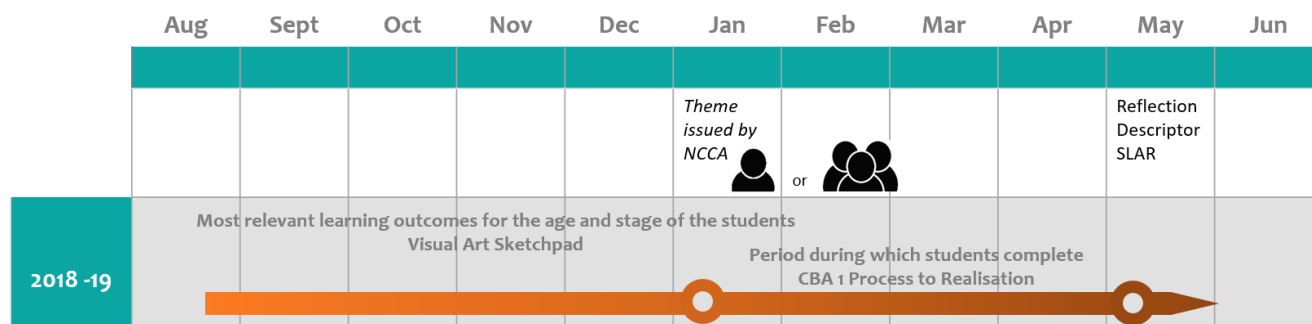 Aug Sept Oct Nov Dec Jan Feb Mar Apr May Jun
Theme
issued by
NCCA
or
Reflection
Descriptor
SLAR
Most relevant learning outcomes for the age and stage of the students
Visual Art Sketchpad
Period during which students complete
CBA 1 Process to Realisation
2018 -19